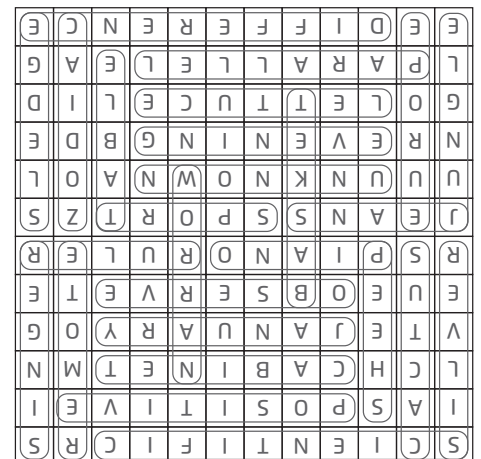 S C I E N T I F I C R S
I A S P O S I T I V E I
L C H C A B I N E T M N
V T E J A N U A R Y O G
E U E O B S E R V E T E
R S P I A N O R U L E R
J E A N S S P O R T Z S
U U U N K N O W N A O L
N R E V E N I N G B D E
G O L E T T U C E L I D
L P A R A L L E L E A G
E E D I F F E R E N C E